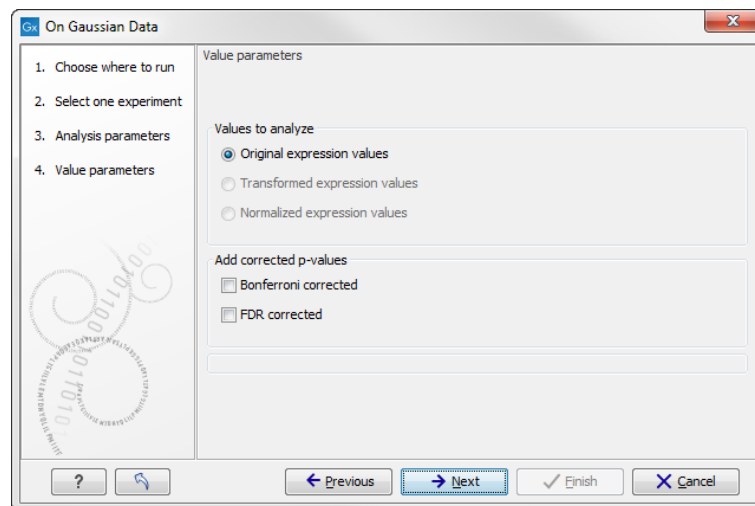 Gx On Gaussian Data
1. Choose where to run
2. Select one experiment
3. Analysis parameters
4. Value parameters
Value parameters
Values to analyze
Original expression values
Transformed expression values
Normalized expression values
Add corrected p-values
Bonferroni corrected
FDR corrected
? Previous Next Finish Cancel